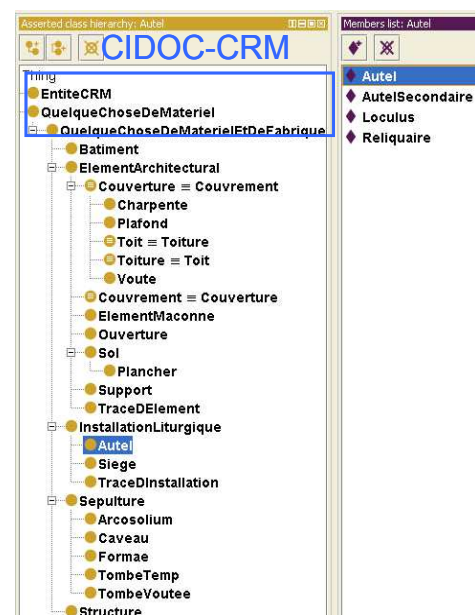 Asserted class hierarchy: Autel
CIDOC-CRM
Thing
EntiteCRM
QuelqueChoseDeMateriel
QuelqueChoseDeMaterielEtDeFabrique
Batiment
ElementArchitectural
Couverture ≡ Couvrement
Charpente
Plafond
Toit ≡ Toiture
Toiture ≡ Toit
Voute
Couvrement ≡ Couverture
ElementMaconne
Ouverture
Sol
Plancher
Support
TraceDElement
InstallationLiturgique
Autel
Siege
TraceDInstallation
Sepulture
Arcosolium
Caveau
Formae
TombeTemp
TombeVoutee
Structure
Members list: Autel
Autel
AutelSecondaire
Loculus
Reliquaire